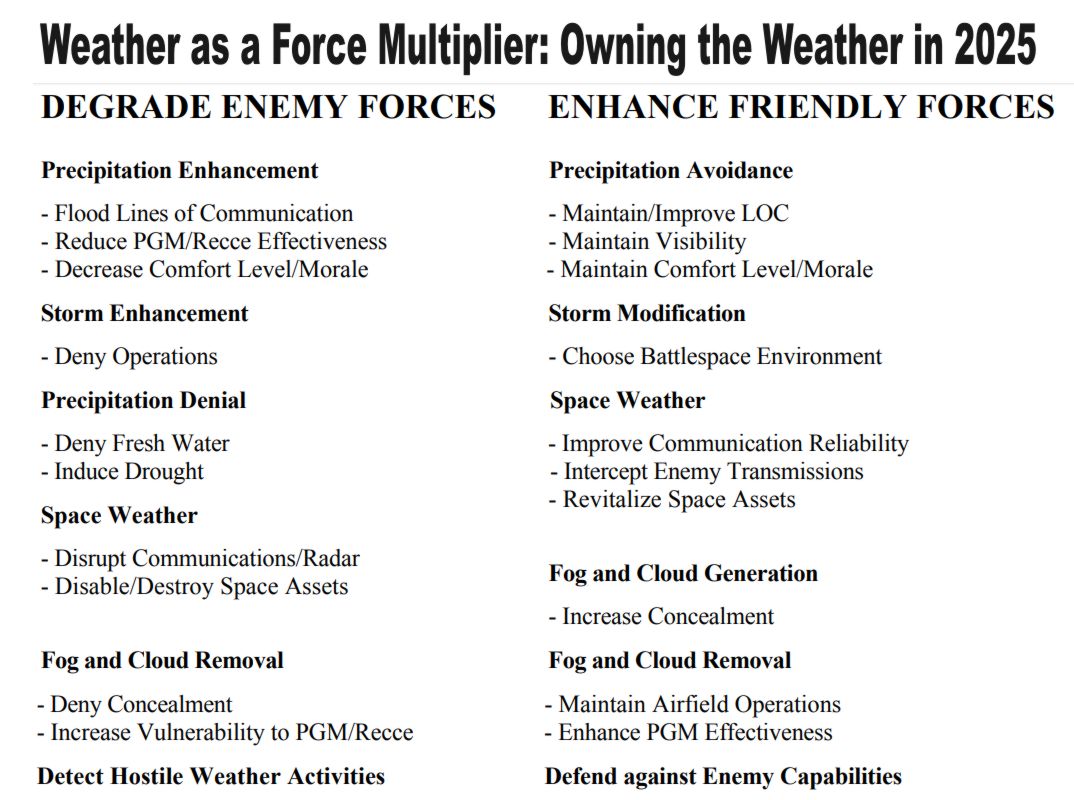 Weather as a Force Multiplier: Owning the Weather in 2025
DEGRADE ENEMY FORCES
Precipitation Enhancement
- Flood Lines of Communication
- Reduce PGM/Recce Effectiveness
- Decrease Comfort Level/Morale
Storm Enhancement
- Deny Operations
Precipitation Denial
- Deny Fresh Water
- Induce Drought
Space Weather
- Disrupt Communications/Radar
- Disable/Destroy Space Assets
Fog and Cloud Removal
- Deny Concealment
- Increase Vulnerability to PGM/Recce
Detect Hostile Weather Activities
ENHANCE FRIENDLY FORCES
Precipitation Avoidance
- Maintain/Improve LOC
- Maintain Visibility
- Maintain Comfort Level/Morale
Storm Modification
- Choose Battlespace Environment
Space Weather
- Improve Communication Reliability
- Intercept Enemy Transmissions
- Revitalize Space Assets
Fog and Cloud Generation
- Increase Concealment
Fog and Cloud Removal
- Maintain Airfield Operations
- Enhance PGM Effectiveness
Defend against Enemy Capabilities